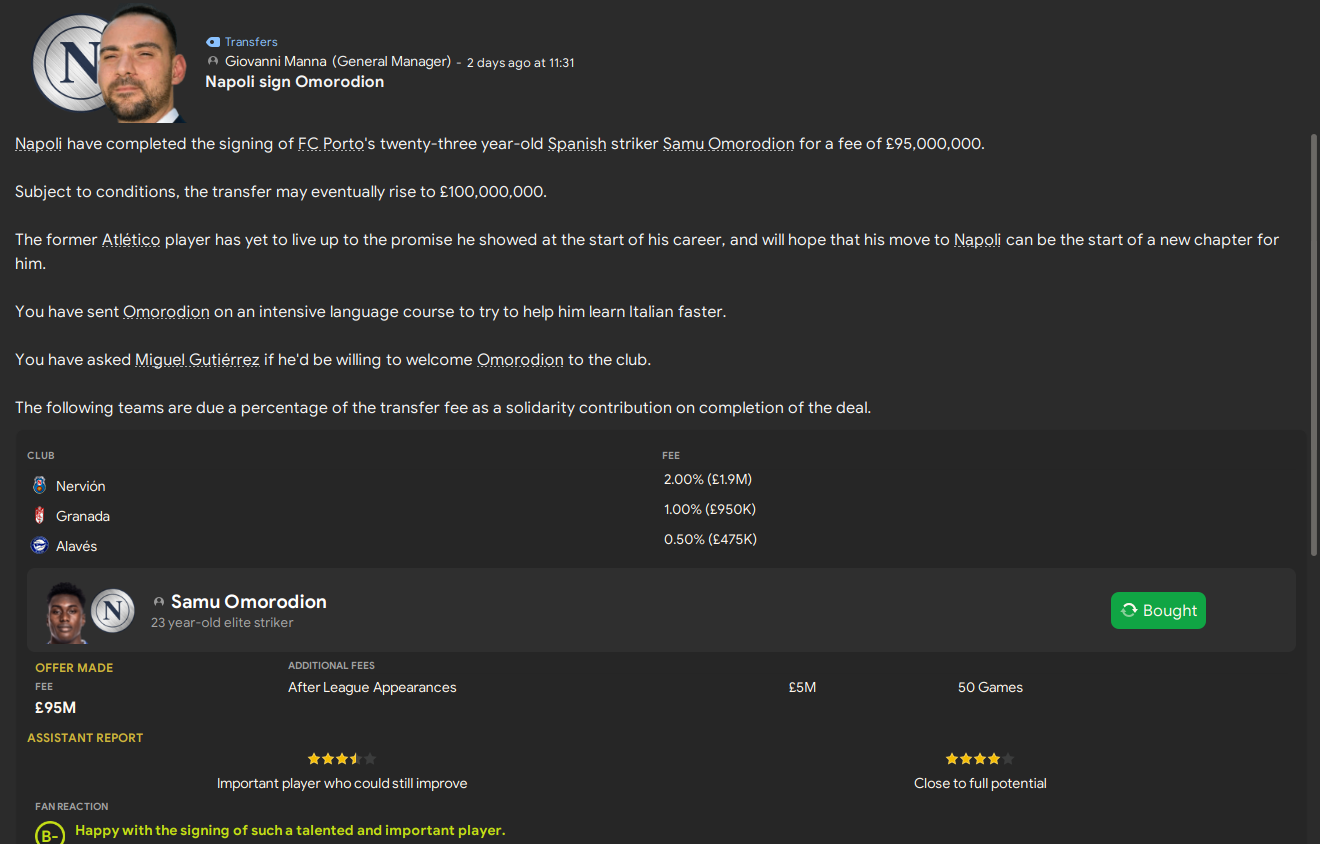 N
Transfers
Giovanni Manna (General Manager) - 2 days ago at 11:31
Napoli sign Omorodion
Napoli have completed the signing of FC Porto's twenty-three year-old Spanish striker Samu Omorodion for a fee of £95,000,000.
Subject to conditions, the transfer may eventually rise to £100,000,000.
The former Atlético player has yet to live up to the promise he showed at the start of his career, and will hope that his move to Napoli can be the start of a new chapter for
him.
You have sent Omorodion on an intensive language course to try to help him learn Italian faster.
You have asked Miguel Gutiérrez if he'd be willing to welcome Omorodion to the club.
The following teams are due a percentage of the transfer fee as a solidarity contribution on completion of the deal.
CLUB FEE
Nervión 2.00% (£1.9M)
Granada 1.00% (£950K)
Alavés 0.50% (£475K)
N
Samu Omorodion
23 year-old elite striker
Bought
OFFER MADE
ADDITIONAL FEES
FEE
After League Appearances £5M 50 Games
£95M
ASSISTANT REPORT
Important player who could still improve Close to full potential
FAN REACTION
B- Happy with the signing of such a talented and important player.